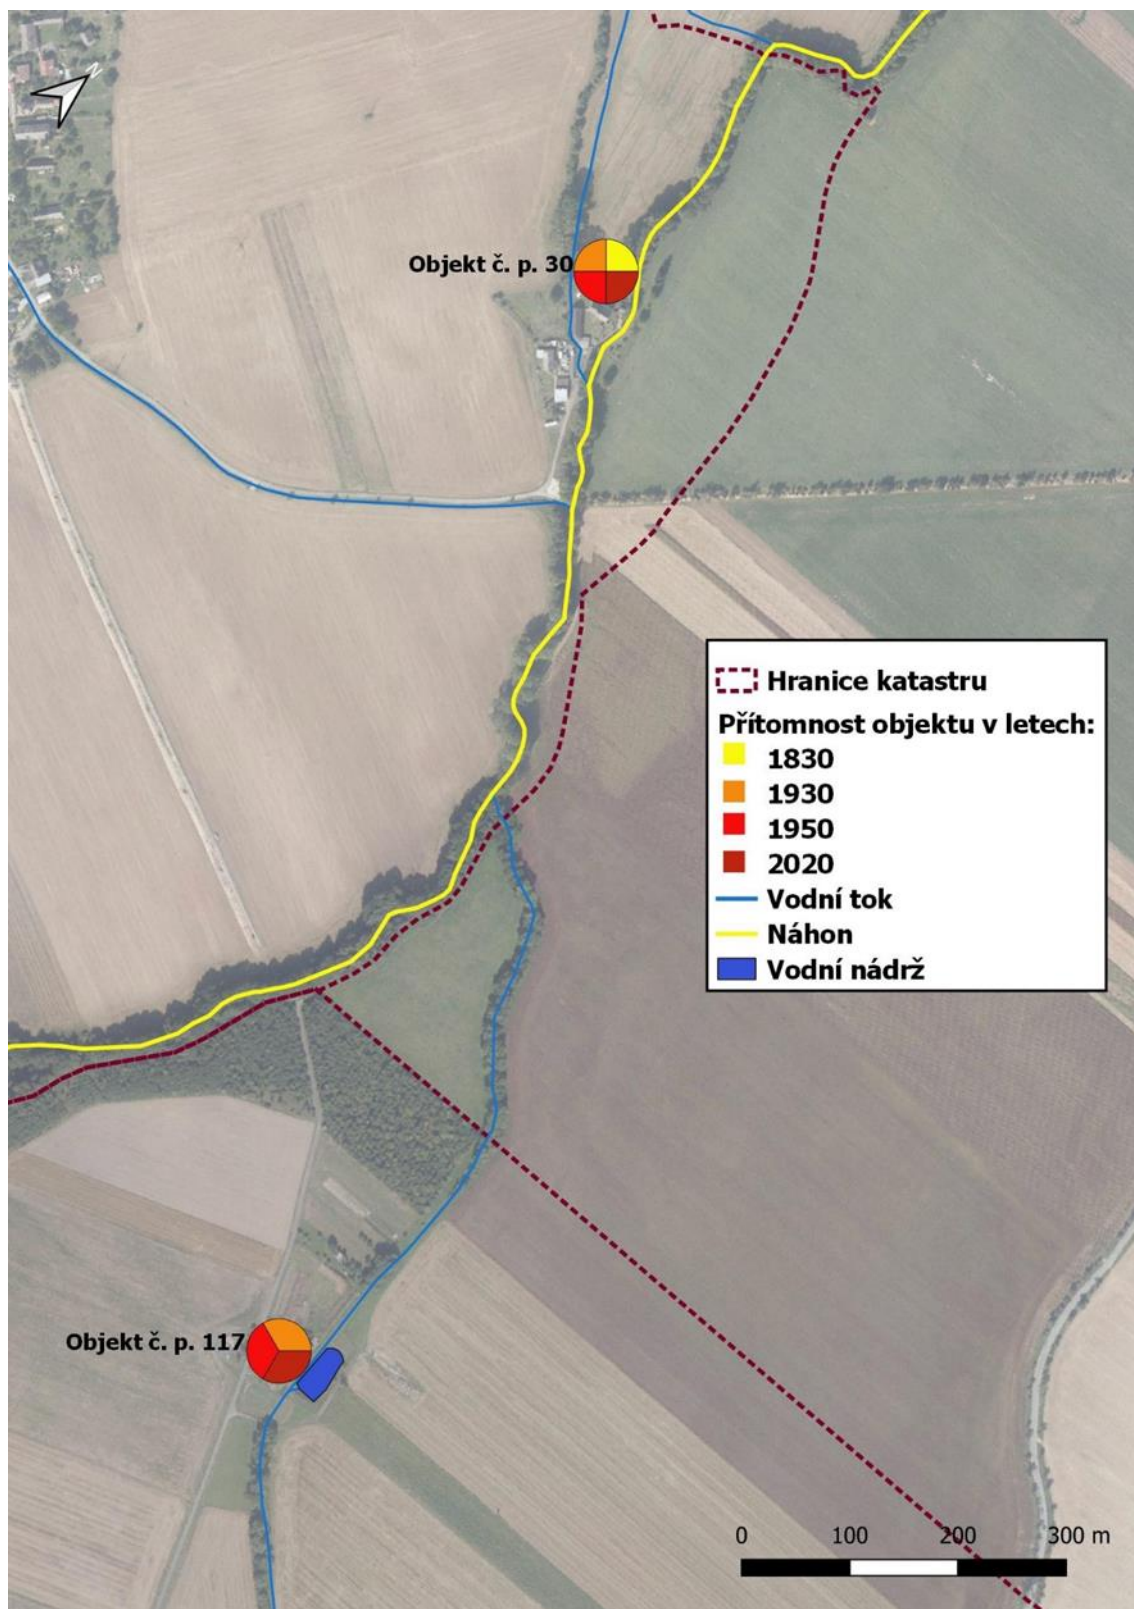 N
Objekt č. p. 30
Hranice katastru
Přítomnost objektu v letech:
1830
1930
1950
2020
Vodní tok
Náhon
Vodní nádrž
Objekt č. p. 117
0 100 200 300 m